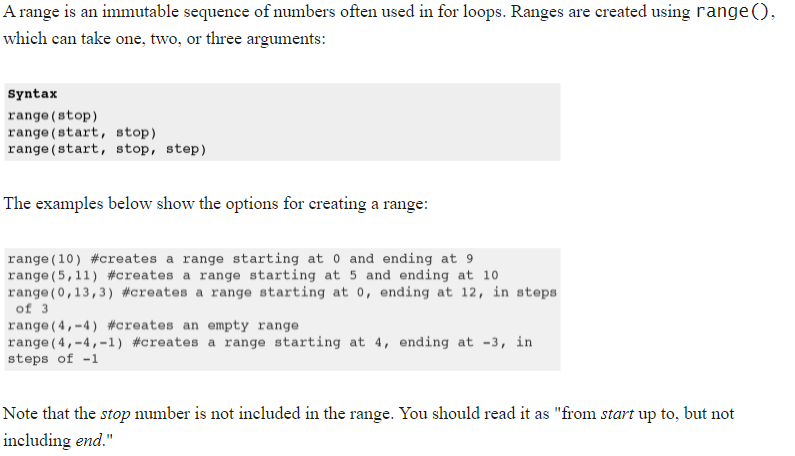 A range is an immutable sequence of numbers often used in for loops. Ranges are created using range(),
which can take one, two, or three arguments:
Syntax
range(stop)
range(start, stop)
range(start, stop, step)
The examples below show the options for creating a range:
range(10) #creates a range starting at 0 and ending at 9
range(5,11) #creates a range starting at 5 and ending at 10
range(0,13,3) #creates a range starting at 0, ending at 12, in steps
of 3
range(4,-4) #creates an empty range
range(4,-4,-1) #creates a range starting at 4, ending at -3, in
steps of -1
Note that the stop number is not included in the range. You should read it as "from start up to, but not
including end."